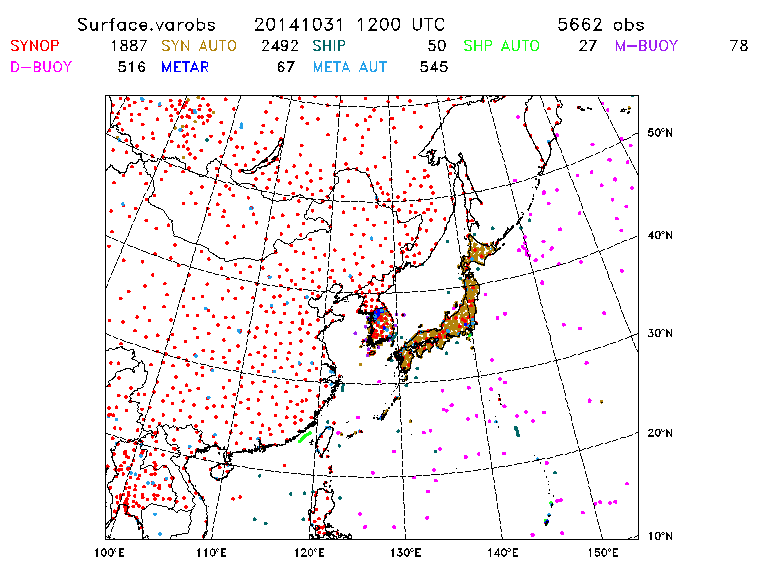 Surface.varobs 20141031 1200 UTC 5662 obs
SYNOP 1887 SYN AUTO 2492 SHIP 50 SHP AUTO 27 M-BUOY 78
D-BUOY 516 METAR 67 META AUT 545
50°N
40°N
30°N
20°N
10°N
100°E 110°E 120°E 130°E 140°E 150°E